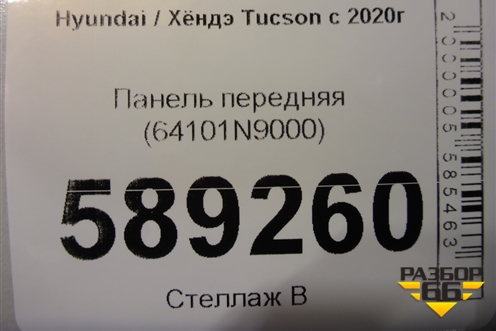 Hyundai / Хёндэ Tucson с 2020г
Панель передняя
(64101N9000)
589260
Стеллаж В
2000005585463
РАЗБОР
66